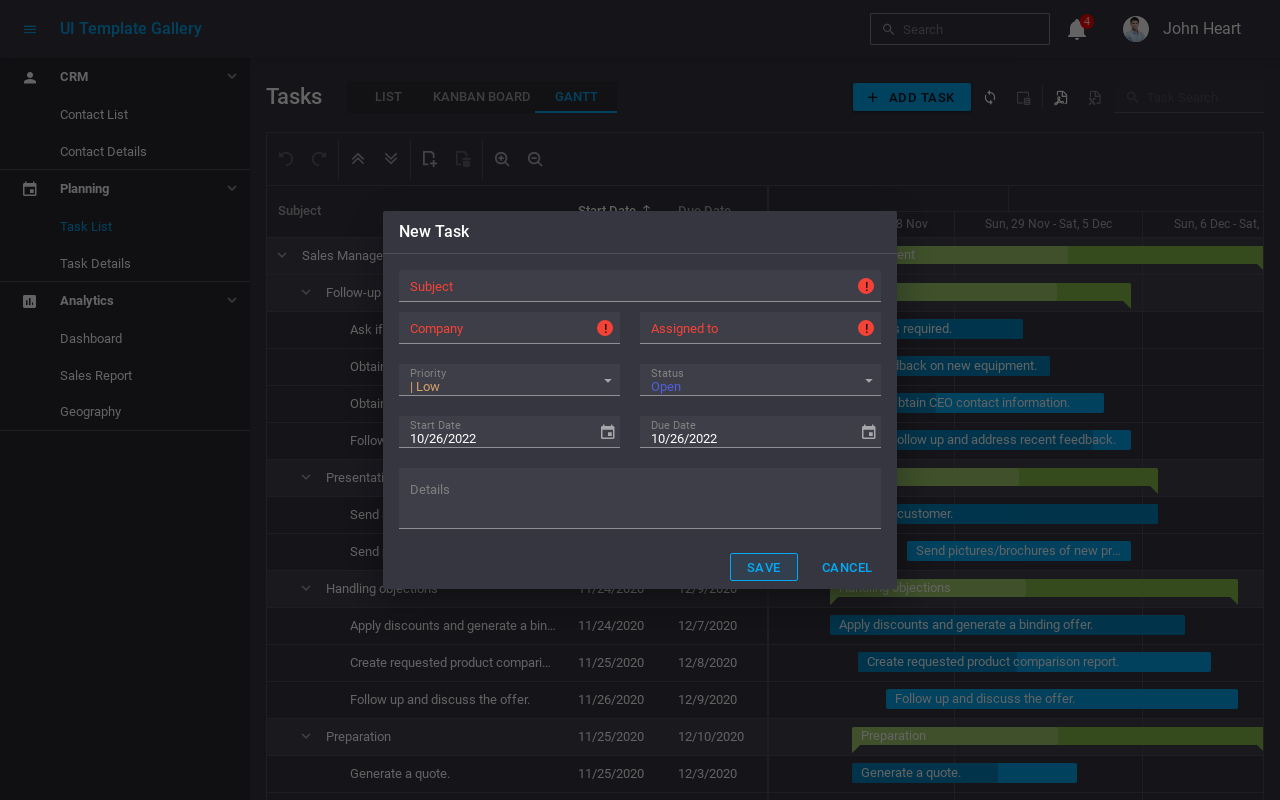 UI Template Gallery
Search
4
John Heart
CRM
Contact List
Contact Details
Planning
Task List
Task Details
Analytics
Dashboard
Sales Report
Geography
Tasks
LIST KANBAN BOARD GANTT
ADD TASK
Task Search
Subject Start Date Due Date
8 Nov Sun, 29 Nov - Sat, 5 Dec Sun, 6 Dec - Sat,
Sales Manage
Follow-up
Ask if
required.
Obtain
back on new equipment.
Obtain
btain CEO contact information.
Follow
ollow up and address recent feedback.
Presentati
Send
customer.
Send
Send pictures/brochures of new pr...
New Task
Subject
Company Assigned to
Priority Status
| Low Open
Start Date Due Date
10/26/2022 10/26/2022
Details
SAVE CANCEL
Handling objections 11/24/2020 12/9/2020 Handling objections
Apply discounts and generate a bin... 11/24/2020 12/7/2020 Apply discounts and generate a binding offer.
Create requested product compari... 11/25/2020 12/8/2020 Create requested product comparison report.
Follow up and discuss the offer. 11/26/2020 12/9/2020 Follow up and discuss the offer.
Preparation 11/25/2020 12/10/2020 Preparation
Generate a quote. 11/25/2020 12/3/2020 Generate a quote.